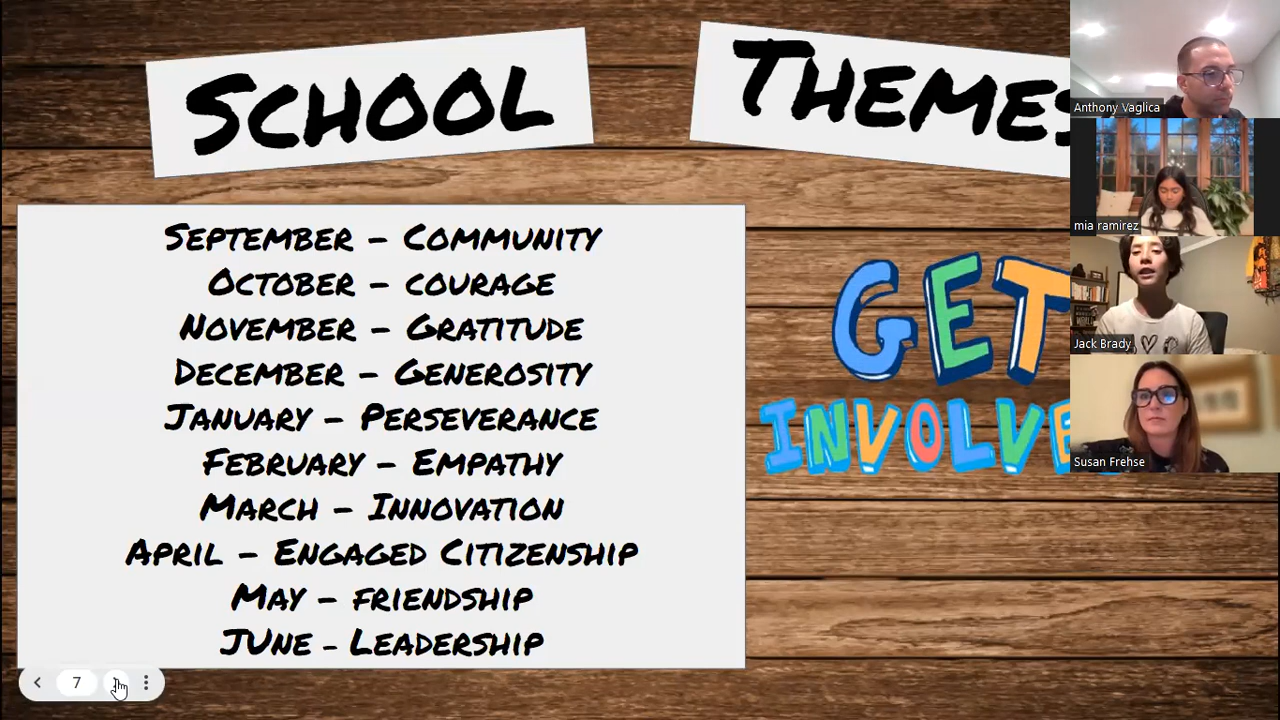 SCHOOL
THEMES
SEPTEMBER - COMMUNITY
OCTOBER - COURAGE
NOVEMBER - GRATITUDE
DECEMBER - GENEROSITY
JANUARY - PERSEVERANCE
FEBRUARY - EMPATHY
MARCH - INNOVATION
APRIL - ENGAGED CITIZENSHIP
MAY - FRIENDSHIP
JUNE - LEADERSHIP
GET
INVOLVE
Anthony Vaglica
mia ramirez
Jack Brady
Susan Frehse
7